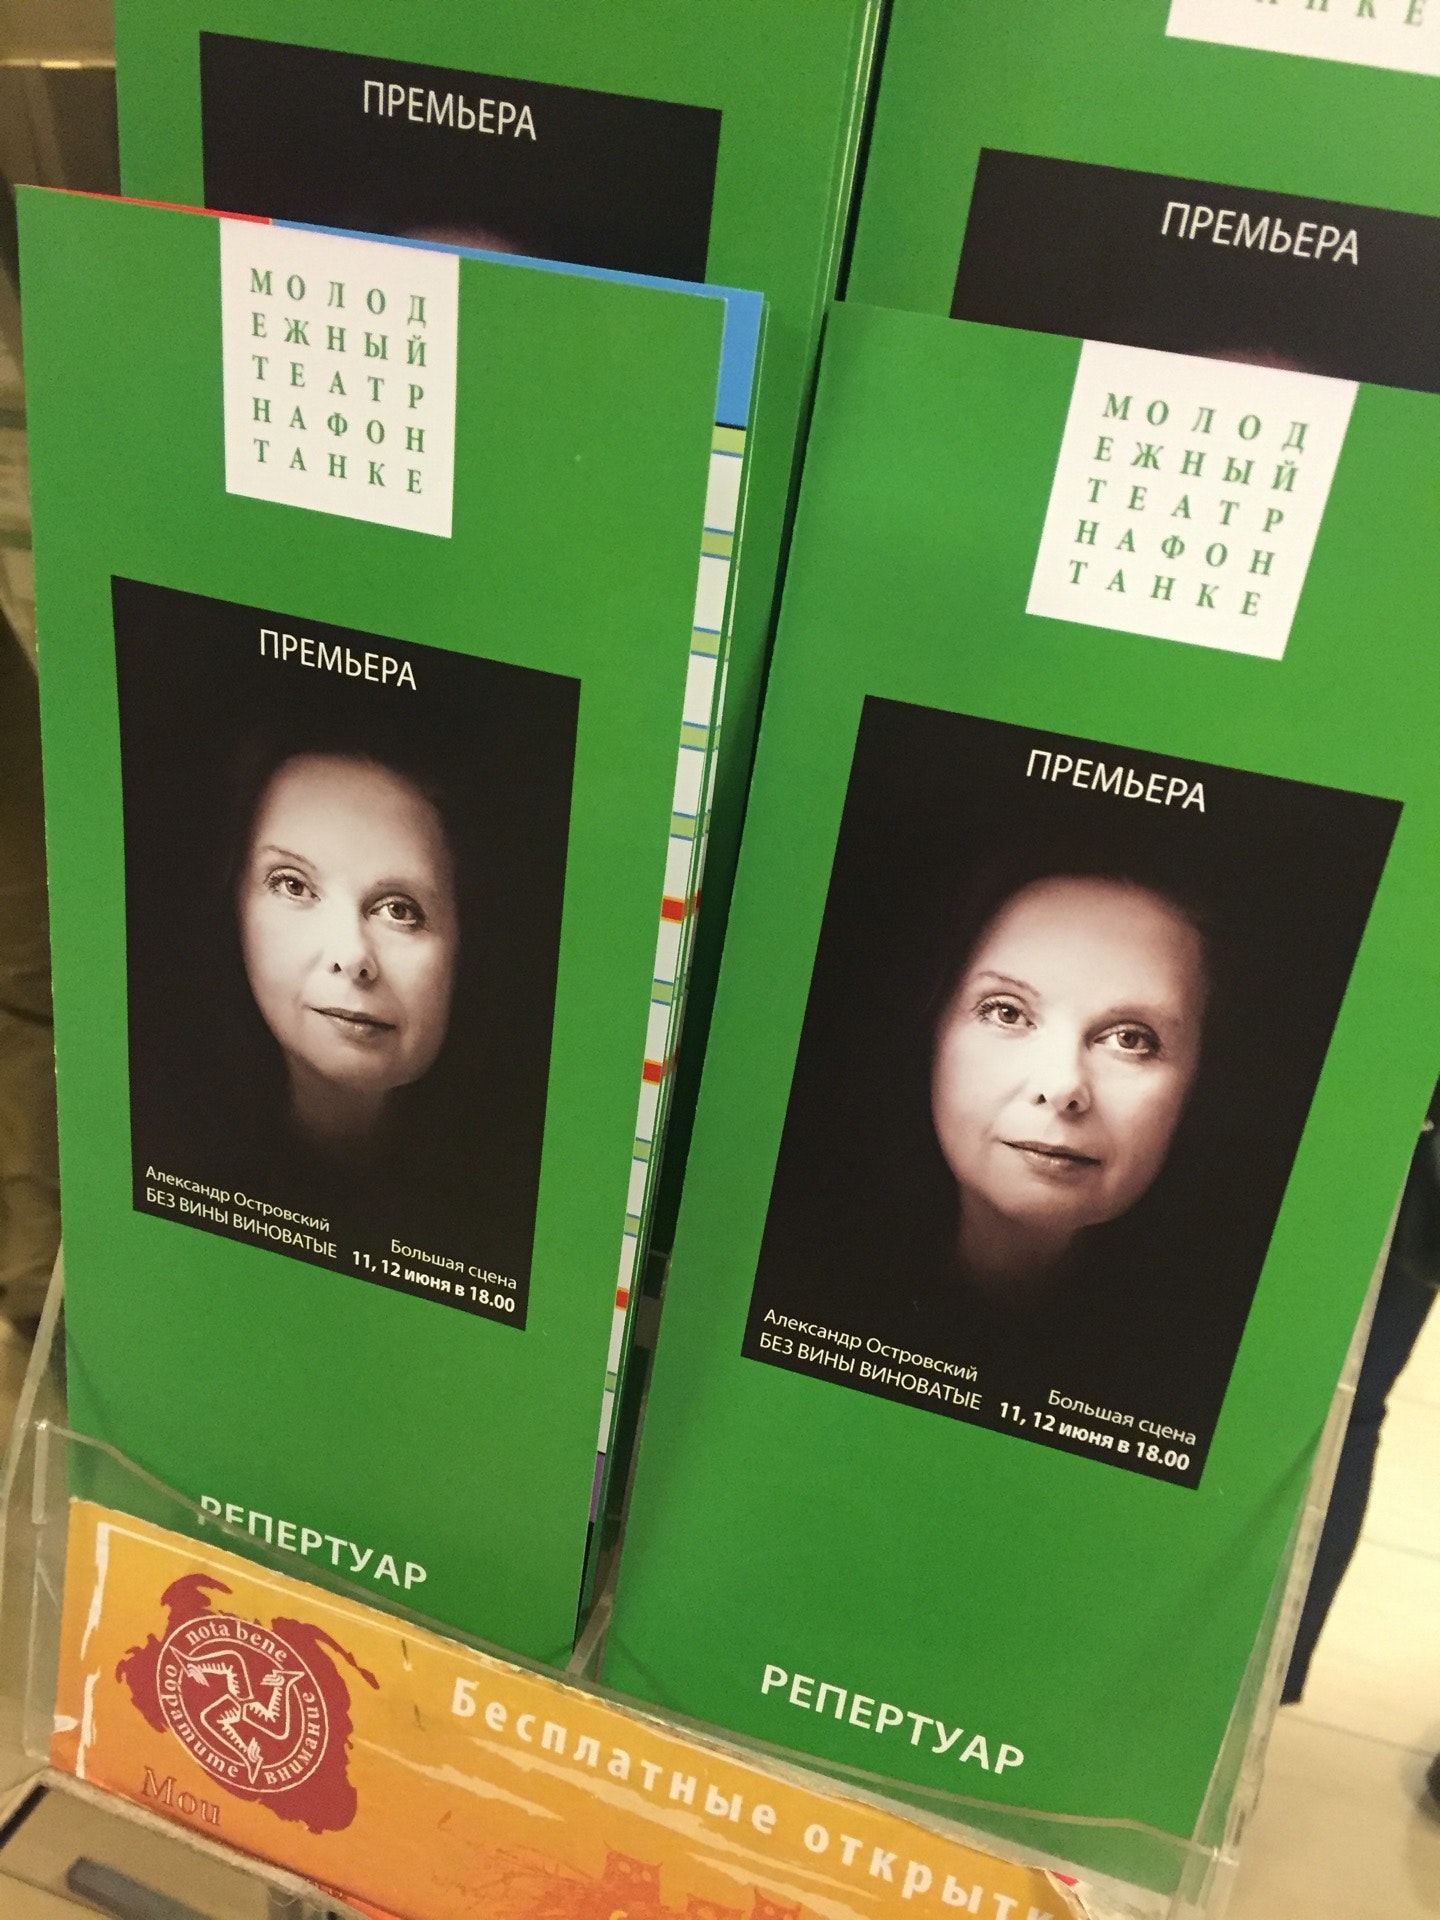 ПРЕМЬЕРА
ПРЕМЬЕРА
МОЛОД
ЕЖНЫЙ
ТЕАТР
НАФОН
ТАНКЕ
ПРЕМЬЕРА
Александр Островский
БЕЗ ВИНЫ ВИНОВАТЫЕ
Большая сцена
11, 12 июня в 18.00
РЕПЕРТУАР
МОЛОД
ЕЖНЫЙ
ТЕАТР
НАФОН
ТАНКЕ
ПРЕМЬЕРА
Александр Островский
БЕЗ ВИНЫ ВИНОВАТЫЕ
Большая сцена
11, 12 июня в 18.00
РЕПЕРТУАР
nota bene
обратите внимание
Мои
Бесплатные открытк